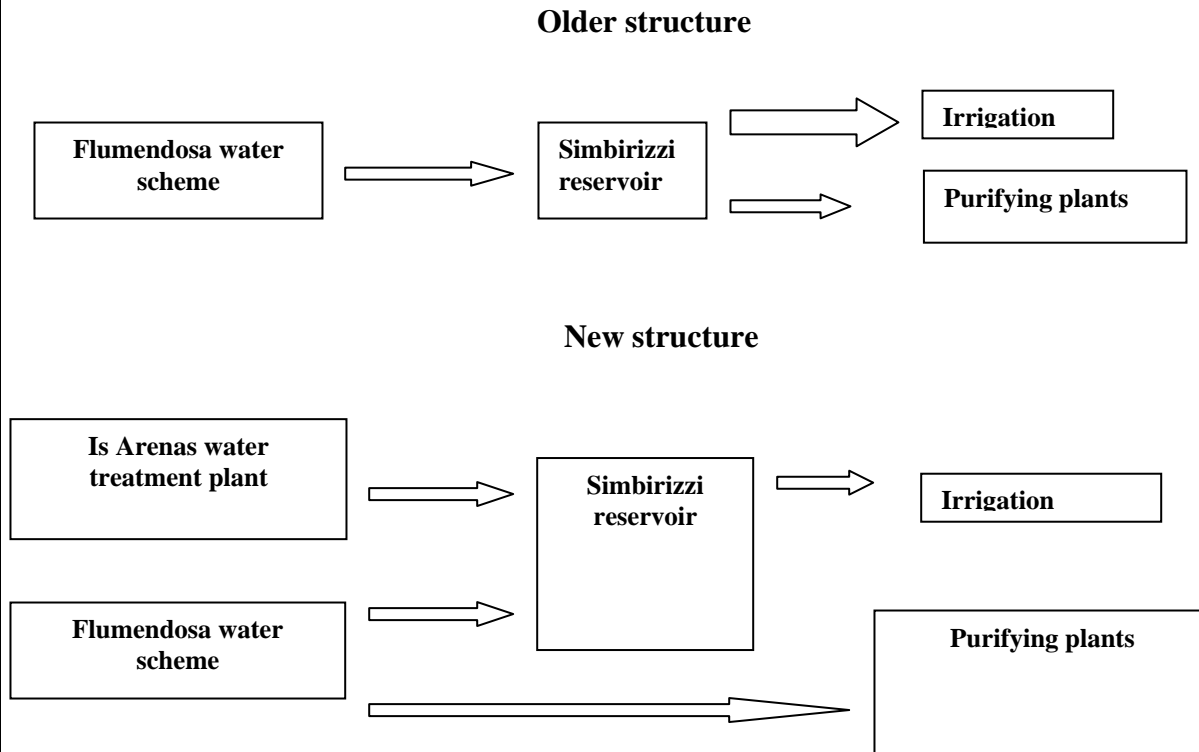 Older structure
Flumendosa water
scheme
Simbirizzi
reservoir
Irrigation
Purifying plants
New structure
Is Arenas water
treatment plant
Simbirizzi
reservoir
Irrigation
Flumendosa water
scheme
Purifying plants